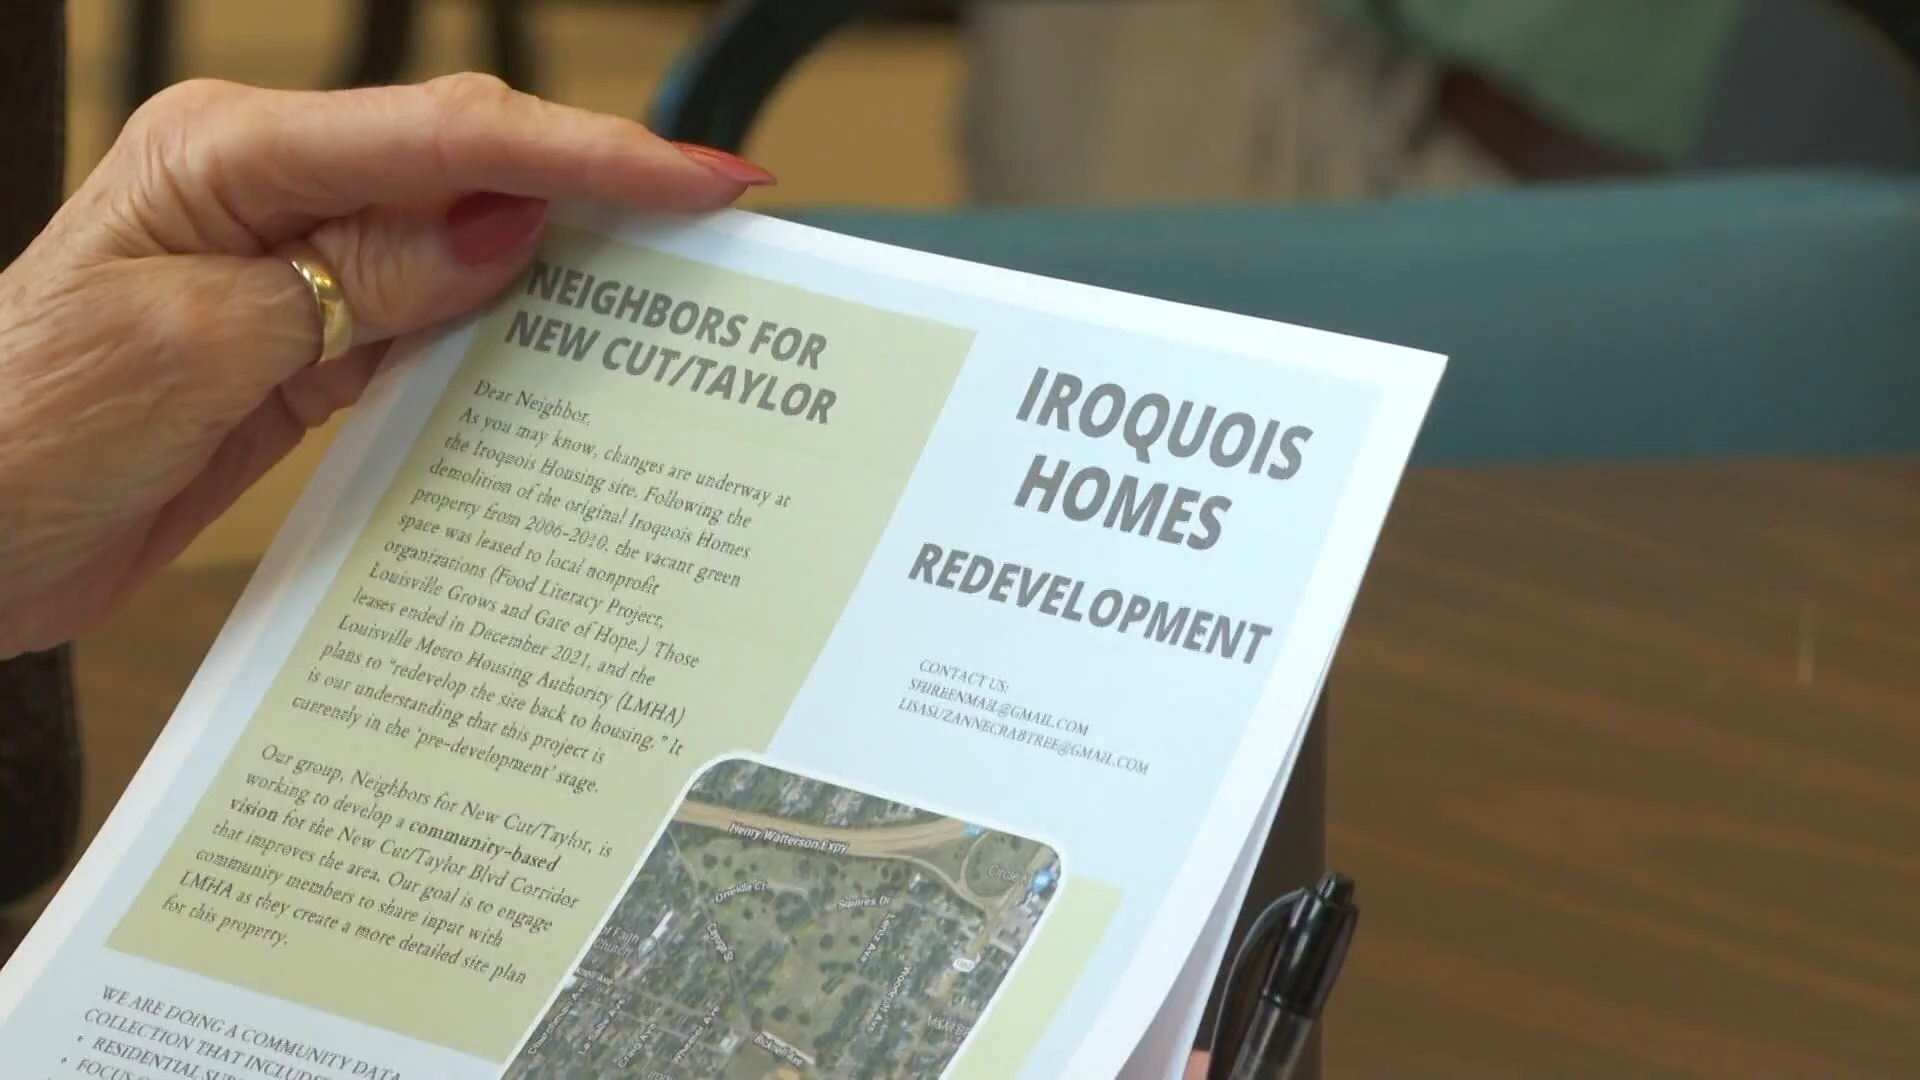 NEIGHBORS FOR
NEW CUT/TAYLOR
Dear Neighbor,
As you may know, changes are underway at
the Iroquois Housing site. Following the
demolition of the original Iroquois Homes
property from 2006-2010, the vacant green
space was leased to local nonprofit
organizations (Food Literacy Project,
Louisville Grows and Gate of Hope.) Those
leases ended in December 2021, and the
Louisville Metro Housing Authority (LMHA)
plans to "redevelop the site back to housing." It
is our understanding that this project is
currently in the 'pre-development' stage.
Our group, Neighbors for New Cut/Taylor, is
working to develop a community-based
vision for the New Cut/Taylor Blvd Corridor
that improves the area. Our goal is to engage
community members to share input with
LMHA as they create a more detailed site plan
for this property.
WE ARE DOING A COMMUNITY DATA
COLLECTION THAT INCLUDES
• RESIDENTIAL
•
IROQUOIS
HOMES
REDEVELOPMENT
CONTACT US:
SHIREENMAIL@GMAIL.COM
LISASUZANNECRABTREE@GMAIL.COM
Henry Watterson Expy
Circle K
Oneida Ct
Squires Dr
of Faith
Church
Bicknell Ave